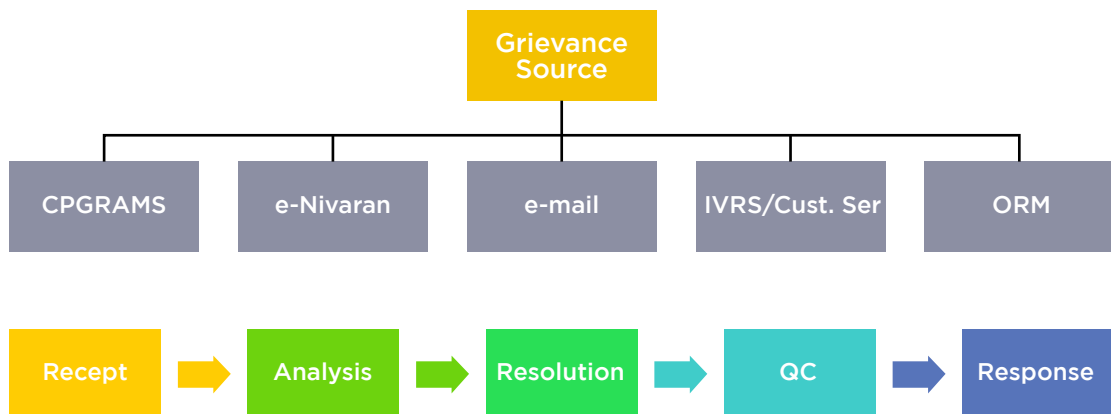 Grievance
Source
CPGRAMS
e-Nivaran
e-mail
IVRS/Cust. Ser
ORM
Recept
Analysis
Resolution
QC
Response